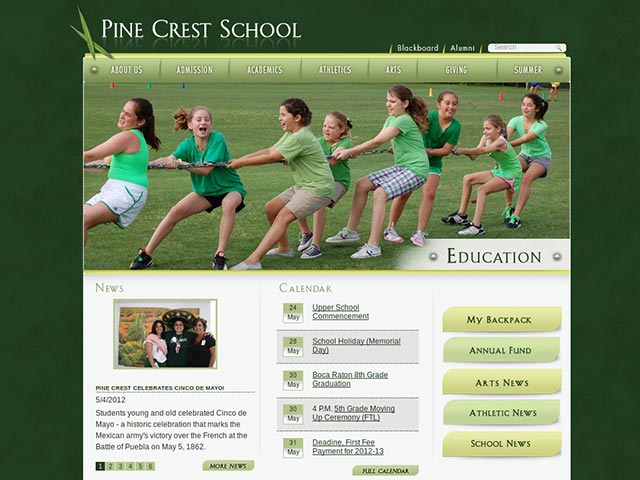 PINE CREST SCHOOL
Blackboard Alumni Search
ABOUT US ADMISSION ACADEMICS ATHLETICS ARTS GIVING SUMMER
EDUCATION
NEWS
PINE CREST CELEBRATES CINCO DE MAYO!
5/4/2012
Students young and old celebrated Cinco de
Mayo - a historic celebration that marks the
Mexican army's victory over the French at the
Battle of Puebla on May 5, 1862.
1 2 3 4 5 6 MORE NEWS
CALENDAR
24 Upper School
May Commencement
28 School Holiday (Memorial
May Day)
30 Boca Raton 8th Grade
May Graduation
30 4 P.M. 5th Grade Moving
May Up Ceremony (FTL)
31 Deadine, First Fee
May Payment for 2012-13
FULL CALENDAR
MY BACKPACK
ANNUAL FUND
ARTS NEWS
ATHLETIC NEWS
SCHOOL NEWS